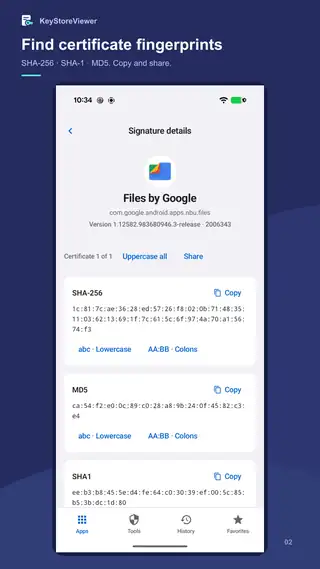 KeyStoreViewer
Find certificate fingerprints
SHA-256 · SHA-1 · MD5. Copy and share.
10:34
Signature details
Files by Google
com.google.android.apps.nbu.files
Version 1.12582.983680946.3-release · 2006343
Certificate 1 of 1
Uppercase all
Share
SHA-256
Copy
1c:81:7c:ae:36:28:ed:57:26:f8:02:0b:71:48:35:
11:03:62:13:69:1f:7c:61:5c:6f:97:4a:70:a1:56:
74:f3
abc · Lowercase
AA:BB · Colons
MD5
Copy
ca:54:f2:e0:0c:89:c0:28:a8:9b:24:0f:45:82:c3:
e4
abc · Lowercase
AA:BB · Colons
SHA1
Copy
ee:b3:b8:45:5e:d4:fe:64:c0:30:39:ef:00:5c:85:
b5:3b:dc:1d:80
Apps
Tools
History
Favorites
02